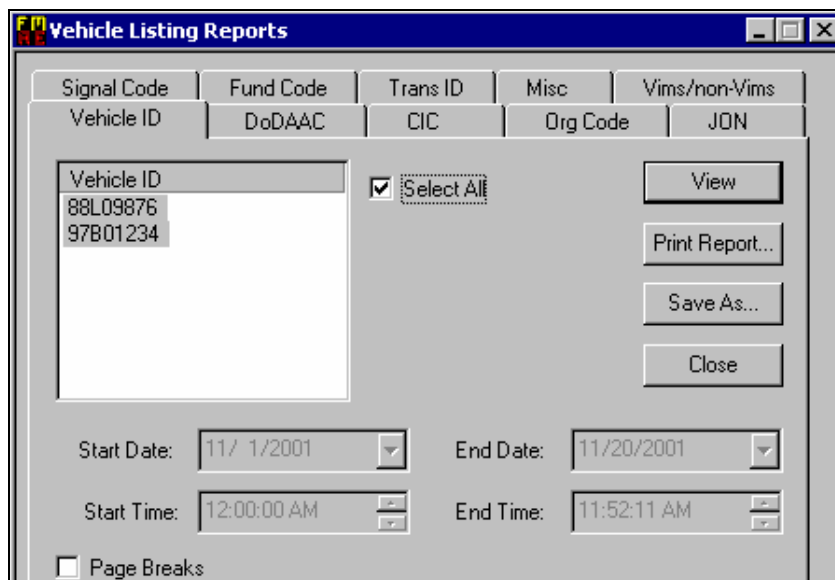 FM
RE
Vehicle Listing Reports
Signal Code Fund Code Trans ID Misc Vims/non-Vims
Vehicle ID DoDAAC CIC Org Code JON
Vehicle ID
88L09876
97B01234
Select All
View
Print Report...
Save As...
Close
Start Date: 11/ 1/2001 End Date: 11/20/2001
Start Time: 12:00:00 AM End Time: 11:52:11 AM
Page Breaks